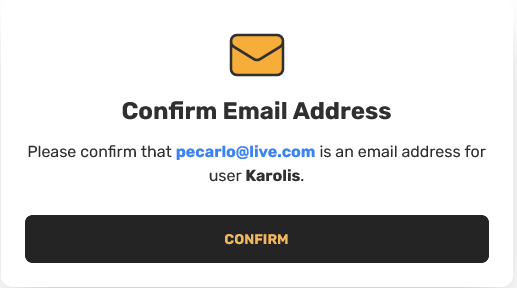 Confirm Email Address
Please confirm that pecarlo@live.com is an email address for
user Karolis.
CONFIRM